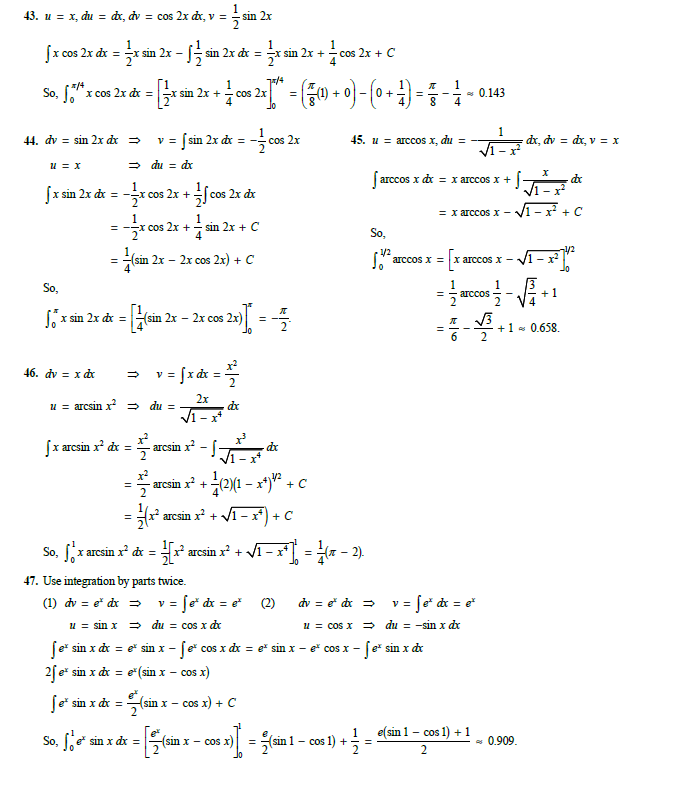 43. u = x, du = dx, dv = cos 2x dx, v = 1/2 sin 2x
∫ x cos 2x dx = 1/2 x sin 2x − ∫ 1/2 sin 2x dx = 1/2 x sin 2x + 1/4 cos 2x + C
So, ∫₀^(π/4) x cos 2x dx = [1/2 x sin 2x + 1/4 cos 2x]₀^(π/4) = (π/8 (1) + 0) − (0 + 1/4) = π/8 − 1/4 ≈ 0.143
44. dv = sin 2x dx ⇒ v = ∫ sin 2x dx = −1/2 cos 2x
u = x ⇒ du = dx
∫ x sin 2x dx = −1/2 x cos 2x + 1/2 ∫ cos 2x dx
= −1/2 x cos 2x + 1/4 sin 2x + C
= 1/4 (sin 2x − 2x cos 2x) + C
So,
∫₀^π x sin 2x dx = [1/4 (sin 2x − 2x cos 2x)]₀^π = −π/2.
45. u = arccos x, du = − 1/√(1 − x²) dx, dv = dx, v = x
∫ arccos x dx = x arccos x + ∫ x/√(1 − x²) dx
= x arccos x − √(1 − x²) + C
So,
∫₀^(1/2) arccos x = [x arccos x − √(1 − x²)]₀^(1/2)
= 1/2 arccos 1/2 − √(3/4) + 1
= π/6 − √3/2 + 1 ≈ 0.658.
46. dv = x dx ⇒ v = ∫ x dx = x²/2
u = arcsin x² ⇒ du = 2x/√(1 − x⁴) dx
∫ x arcsin x² dx = x²/2 arcsin x² − ∫ x³/√(1 − x⁴) dx
= x²/2 arcsin x² + 1/4 (2)(1 − x⁴)^(1/2) + C
= 1/2 (x² arcsin x² + √(1 − x⁴)) + C
So, ∫₀¹ x arcsin x² dx = 1/2 [x² arcsin x² + √(1 − x⁴)]₀¹ = 1/4 (π − 2).
47. Use integration by parts twice.
(1) dv = eˣ dx ⇒ v = ∫ eˣ dx = eˣ (2) dv = eˣ dx ⇒ v = ∫ eˣ dx = eˣ
u = sin x ⇒ du = cos x dx u = cos x ⇒ du = −sin x dx
∫ eˣ sin x dx = eˣ sin x − ∫ eˣ cos x dx = eˣ sin x − eˣ cos x − ∫ eˣ sin x dx
2∫ eˣ sin x dx = eˣ(sin x − cos x)
∫ eˣ sin x dx = eˣ/2 (sin x − cos x) + C
So, ∫₀¹ eˣ sin x dx = [eˣ/2 (sin x − cos x)]₀¹ = e/2 (sin 1 − cos 1) + 1/2 = (e(sin 1 − cos 1) + 1)/2 ≈ 0.909.